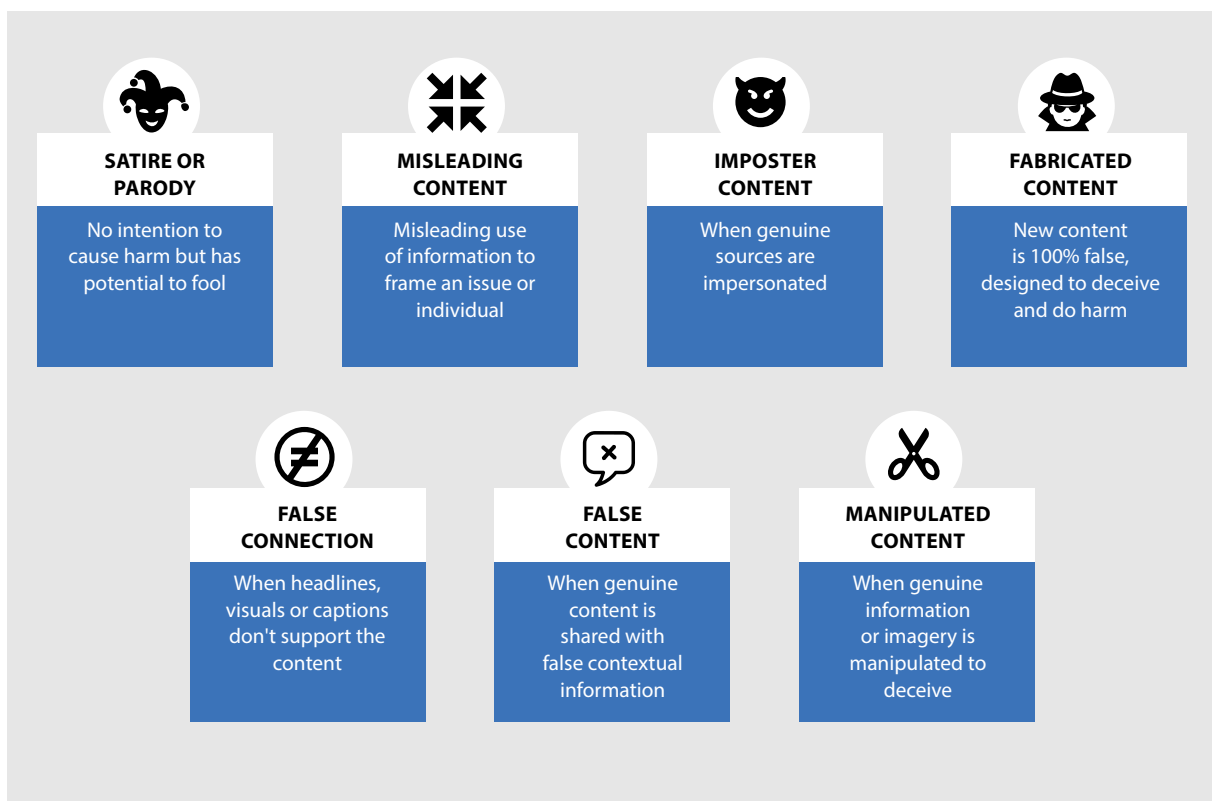 SATIRE OR
PARODY
No intention to
cause harm but has
potential to fool
MISLEADING
CONTENT
Misleading use
of information to
frame an issue or
individual
IMPOSTER
CONTENT
When genuine
sources are
impersonated
FABRICATED
CONTENT
New content
is 100% false,
designed to deceive
and do harm
FALSE
CONNECTION
When headlines,
visuals or captions
don't support the
content
FALSE
CONTENT
When genuine
content is
shared with
false contextual
information
MANIPULATED
CONTENT
When genuine
information
or imagery is
manipulated to
deceive